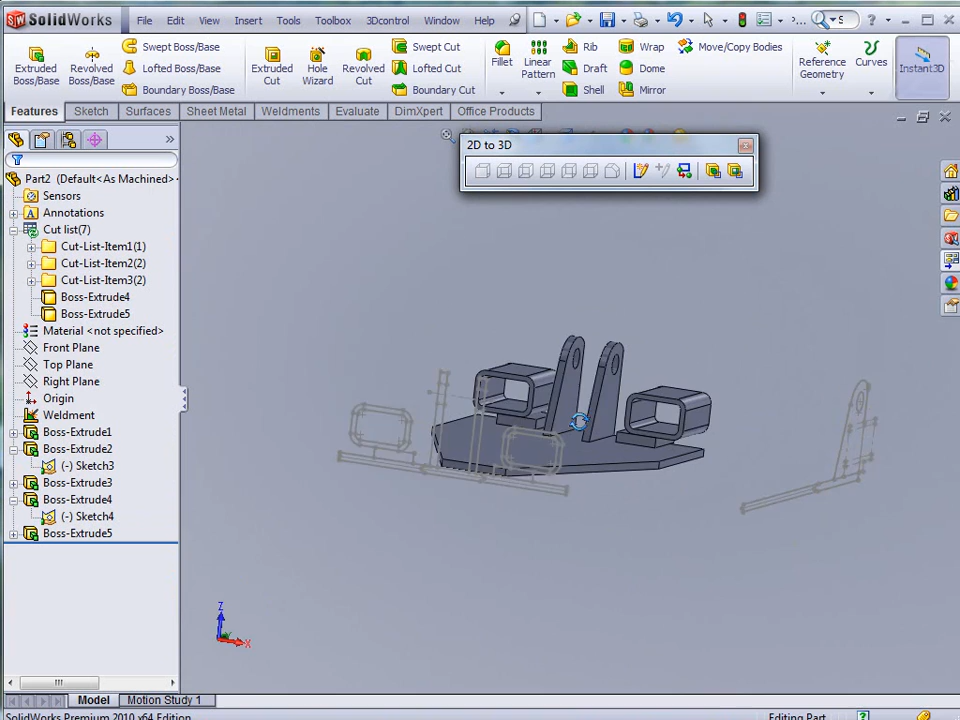 SolidWorks File Edit View Insert Tools Toolbox 3Dcontrol Window Help ... S ?
Extruded Boss/Base
Revolved Boss/Base
Swept Boss/Base
Lofted Boss/Base
Boundary Boss/Base
Extruded Cut
Hole Wizard
Revolved Cut
Swept Cut
Lofted Cut
Boundary Cut
Fillet
Linear Pattern
Rib
Draft
Shell
Wrap
Dome
Mirror
Move/Copy Bodies
Reference Geometry
Curves
Instant3D
Features Sketch Surfaces Sheet Metal Weldments Evaluate DimXpert Office Products
2D to 3D
Part2 (Default<As Machined>
Sensors
Annotations
Cut list(7)
Cut-List-Item1(1)
Cut-List-Item2(2)
Cut-List-Item3(2)
Boss-Extrude4
Boss-Extrude5
Material <not specified>
Front Plane
Top Plane
Right Plane
Origin
Weldment
Boss-Extrude1
Boss-Extrude2
(-) Sketch3
Boss-Extrude3
Boss-Extrude4
(-) Sketch4
Boss-Extrude5
Z
Y
X
Model Motion Study 1
SolidWorks Premium 2010 x64 Edition Editing Part